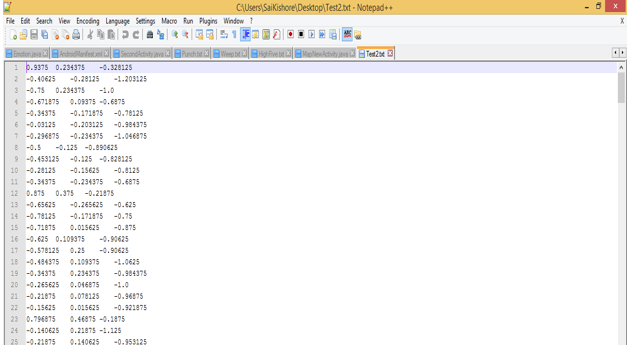 C:\Users\SaiKishore\Desktop\Test2.txt - Notepad++
File Edit Search View Encoding Language Settings Macro Run Plugins Window ? X
Emotion.java AndroidManifest.xml SecondActivity.java Punch.txt Weep.txt HighFive.txt MapNewActivity.java Test2.txt
1 0.9375 0.234375 -0.328125
2 -0.40625 -0.28125 -1.203125
3 -0.75 0.234375 -1.0
4 -0.671875 0.09375 -0.6875
5 -0.34375 -0.171875 -0.78125
6 -0.03125 -0.203125 -0.984375
7 -0.296875 -0.234375 -1.046875
8 -0.5 -0.125 -0.890625
9 -0.453125 -0.125 -0.828125
10 -0.28125 -0.15625 -0.8125
11 -0.34375 -0.234375 -0.6875
12 0.875 0.375 -0.21875
13 -0.65625 -0.265625 -0.625
14 -0.78125 -0.171875 -0.75
15 -0.71875 0.015625 -0.875
16 -0.625 0.109375 -0.90625
17 -0.578125 0.25 -0.90625
18 -0.484375 0.109375 -1.0625
19 -0.34375 0.234375 -0.984375
20 -0.265625 0.046875 -1.0
21 -0.21875 0.078125 -0.96875
22 -0.15625 0.015625 -0.921875
23 0.796875 0.46875 -0.1875
24 -0.140625 0.21875 -1.125
25 -0.21875 0.140625 -0.953125